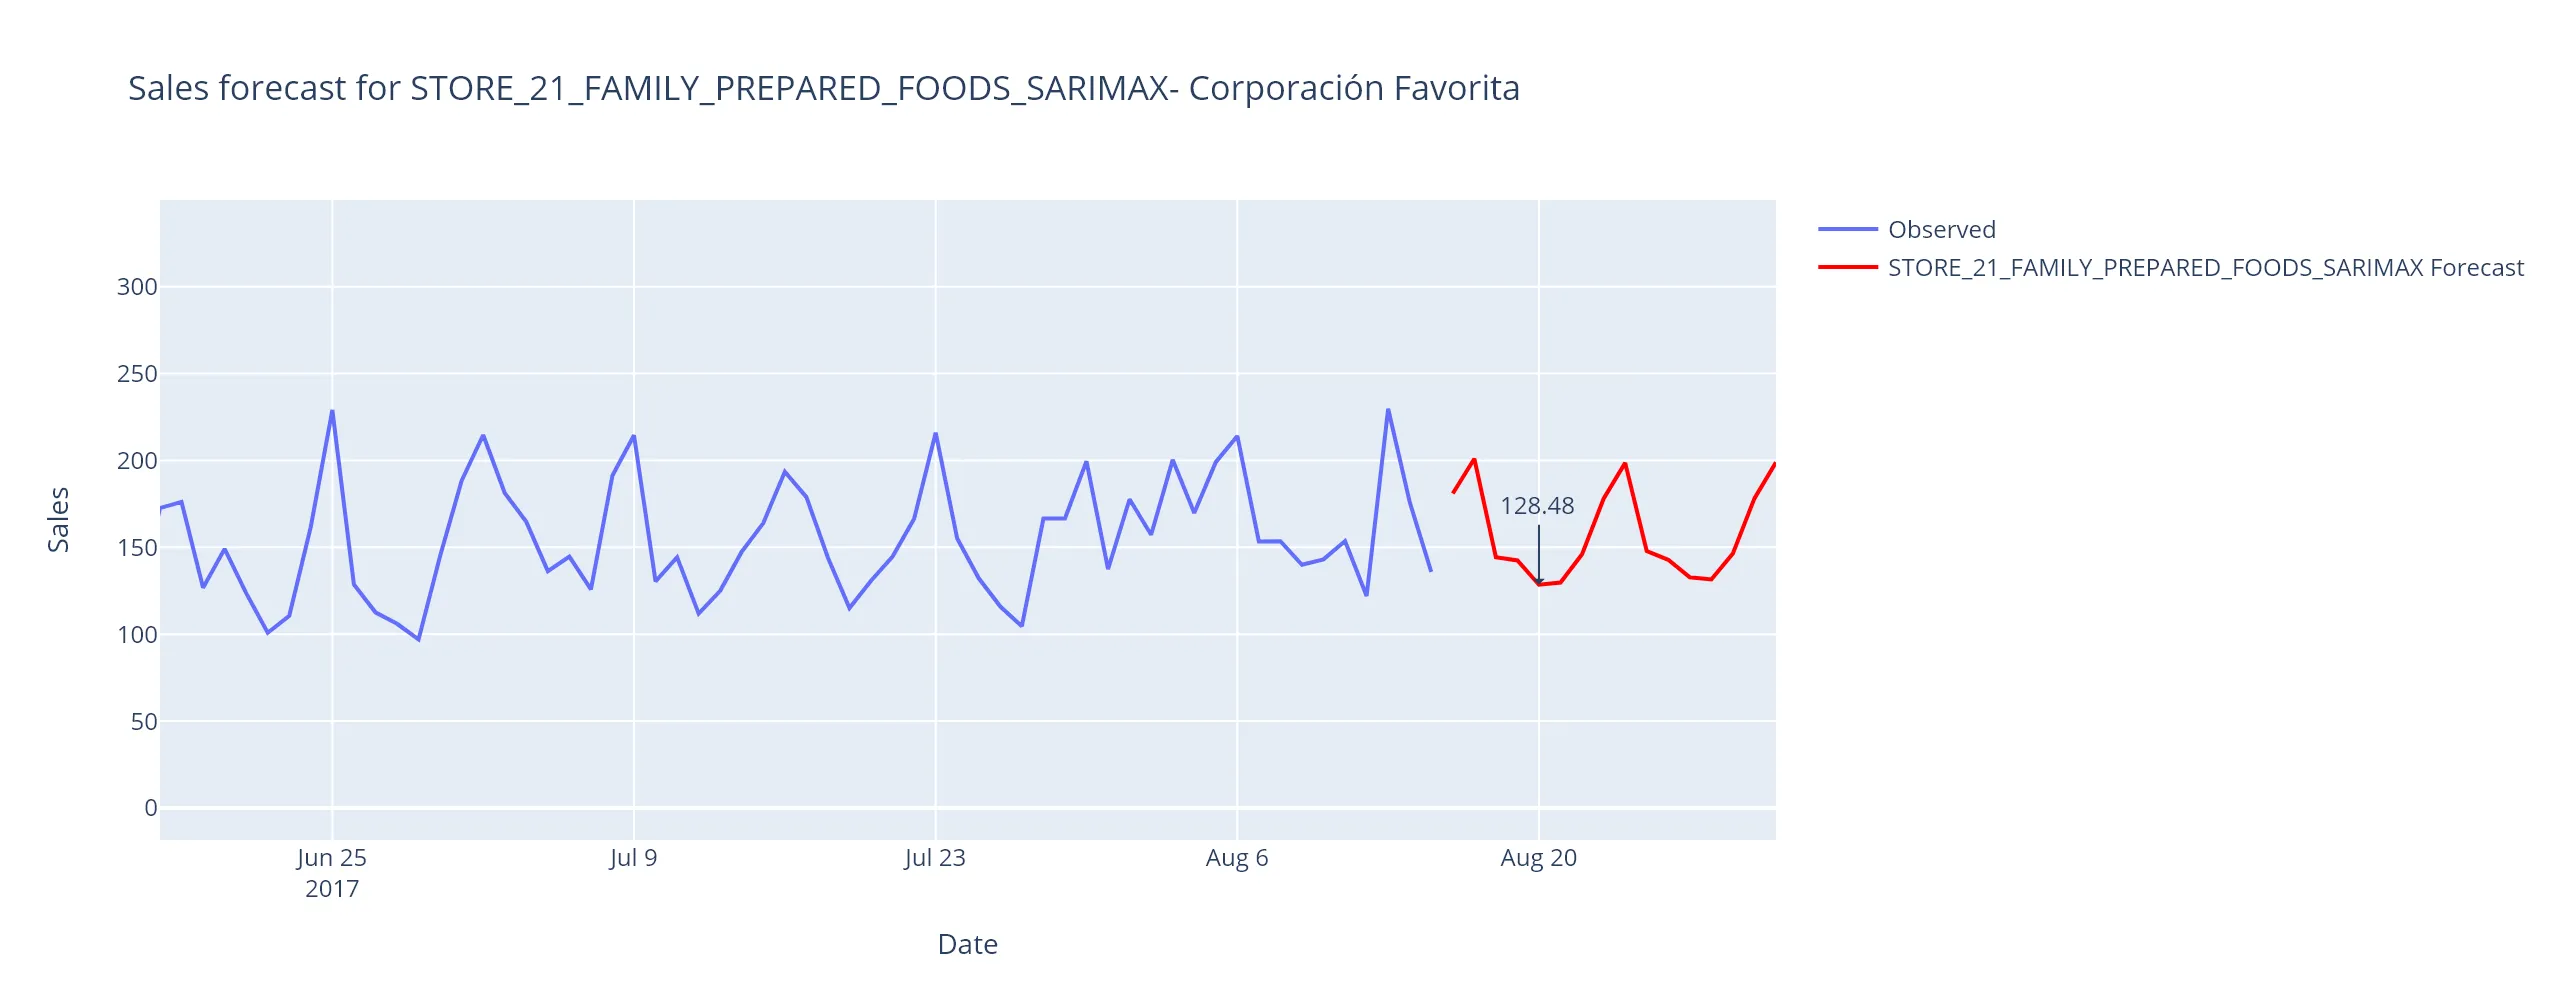 Sales forecast for STORE_21_FAMILY_PREPARED_FOODS_SARIMAX- Corporación Favorita
Observed
STORE_21_FAMILY_PREPARED_FOODS_SARIMAX Forecast
300
250
200
150
100
50
0
Sales
128.48
Jun 25
2017
Jul 9
Jul 23
Aug 6
Aug 20
Date